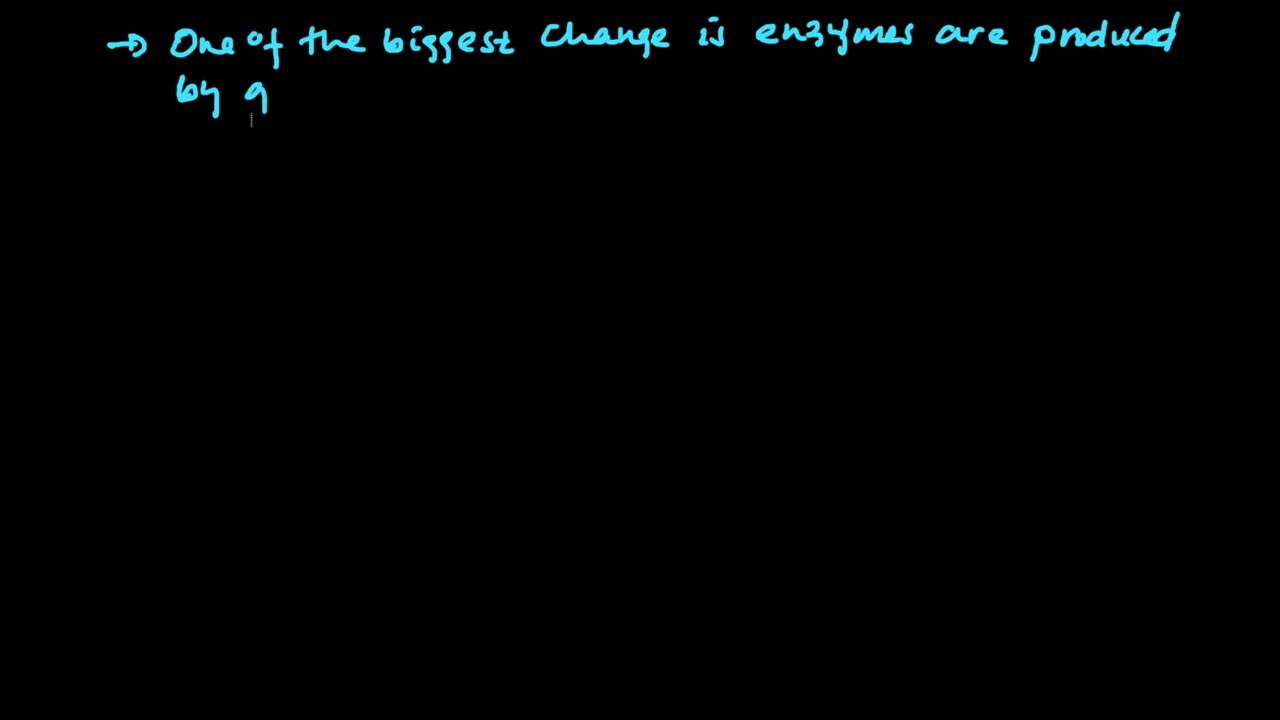 → One of the biggest change is enzymes are produced
by g